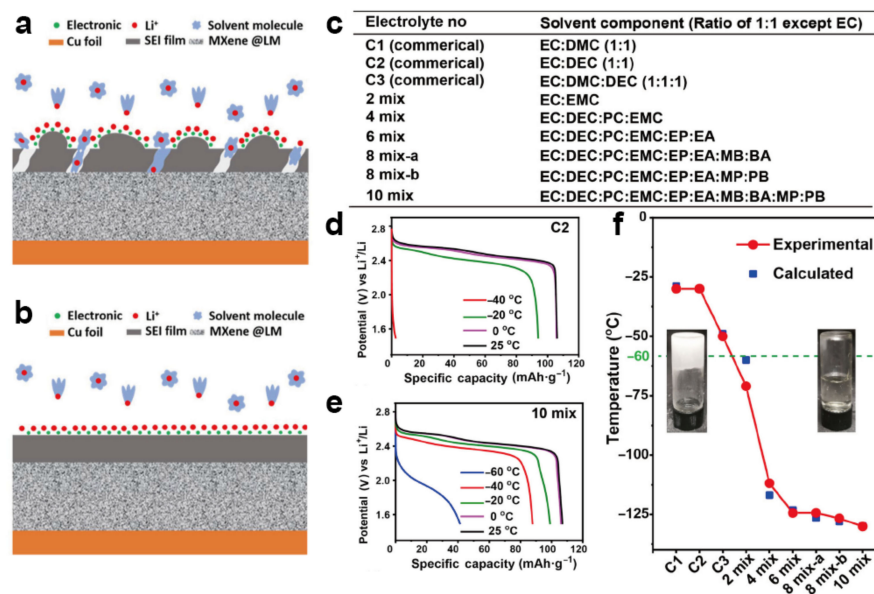 a
Electronic Li⁺ Solvent molecule
Cu foil SEI film MXene @LM
b
Electronic Li⁺ Solvent molecule
Cu foil SEI film MXene @LM
c
Electrolyte no Solvent component (Ratio of 1:1 except EC)
C1 (commerical) EC:DMC (1:1)
C2 (commerical) EC:DEC (1:1)
C3 (commerical) EC:DMC:DEC (1:1:1)
2 mix EC:EMC
4 mix EC:DEC:PC:EMC
6 mix EC:DEC:PC:EMC:EP:EA
8 mix-a EC:DEC:PC:EMC:EP:EA:MB:BA
8 mix-b EC:DEC:PC:EMC:EP:EA:MP:PB
10 mix EC:DEC:PC:EMC:EP:EA:MB:BA:MP:PB
d
C2
Potential (V) vs Li⁺/Li
2.8
2.4
2.0
1.6
−40 °C
−20 °C
0 °C
25 °C
0 20 40 60 80 100 120
Specific capacity (mAh·g⁻¹)
e
10 mix
Potential (V) vs Li⁺/Li
2.8
2.4
2.0
1.6
−60 °C
−40 °C
−20 °C
0 °C
25 °C
0 20 40 60 80 100 120
Specific capacity (mAh·g⁻¹)
f
Experimental
Calculated
Temperature (°C)
0
−25
−50
−60
−75
−100
−125
C1 C2 C3 2 mix 4 mix 6 mix 8 mix-a 8 mix-b 10 mix